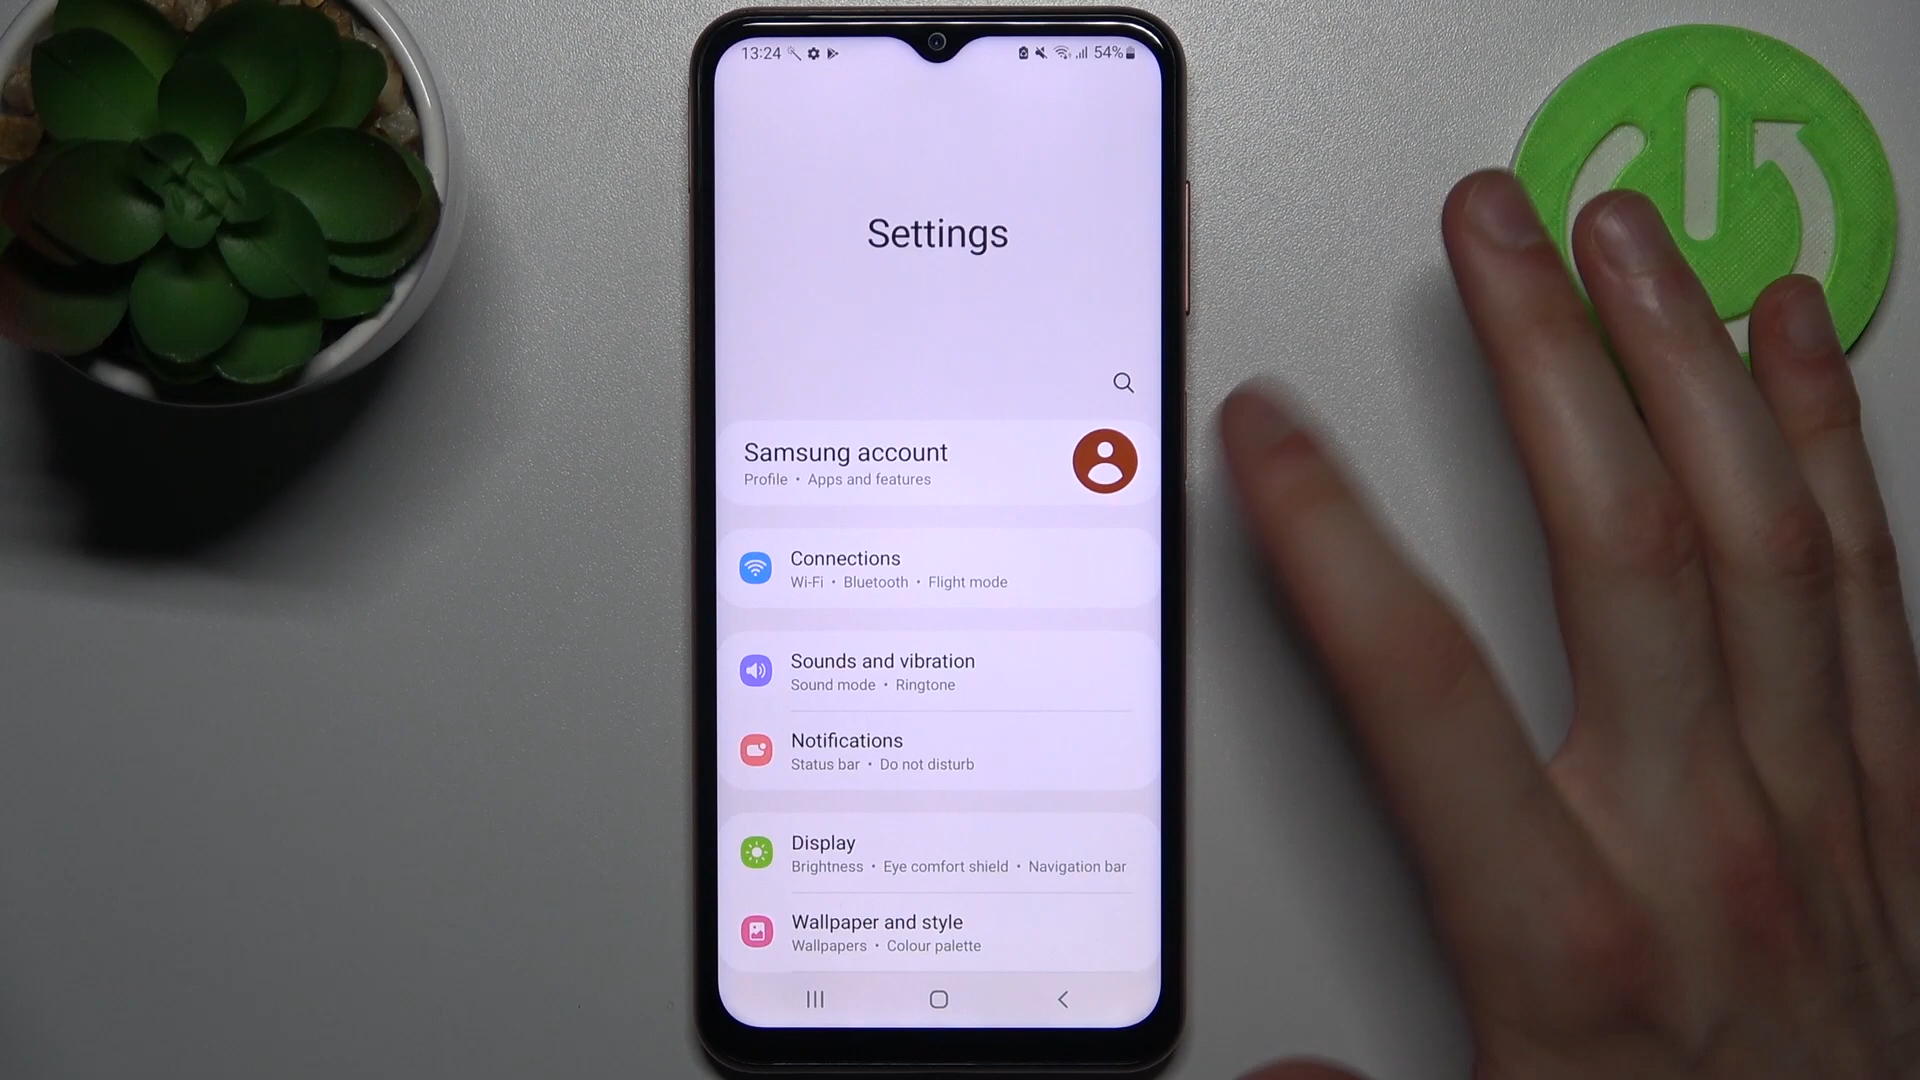 13:24
54%
Settings
Samsung account
Profile • Apps and features
Connections
Wi-Fi • Bluetooth • Flight mode
Sounds and vibration
Sound mode • Ringtone
Notifications
Status bar • Do not disturb
Display
Brightness • Eye comfort shield • Navigation bar
Wallpaper and style
Wallpapers • Colour palette